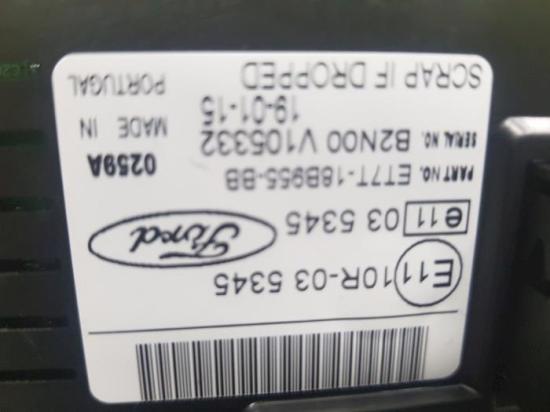 E11 10R-03 5345
e11 03 5345
Ford
PART NO. ET7T-18B955-BB
0259A
SERIAL NO. B2N00 V105332
MADE IN
19-01-15
PORTUGAL
SCRAP IF DROPPED